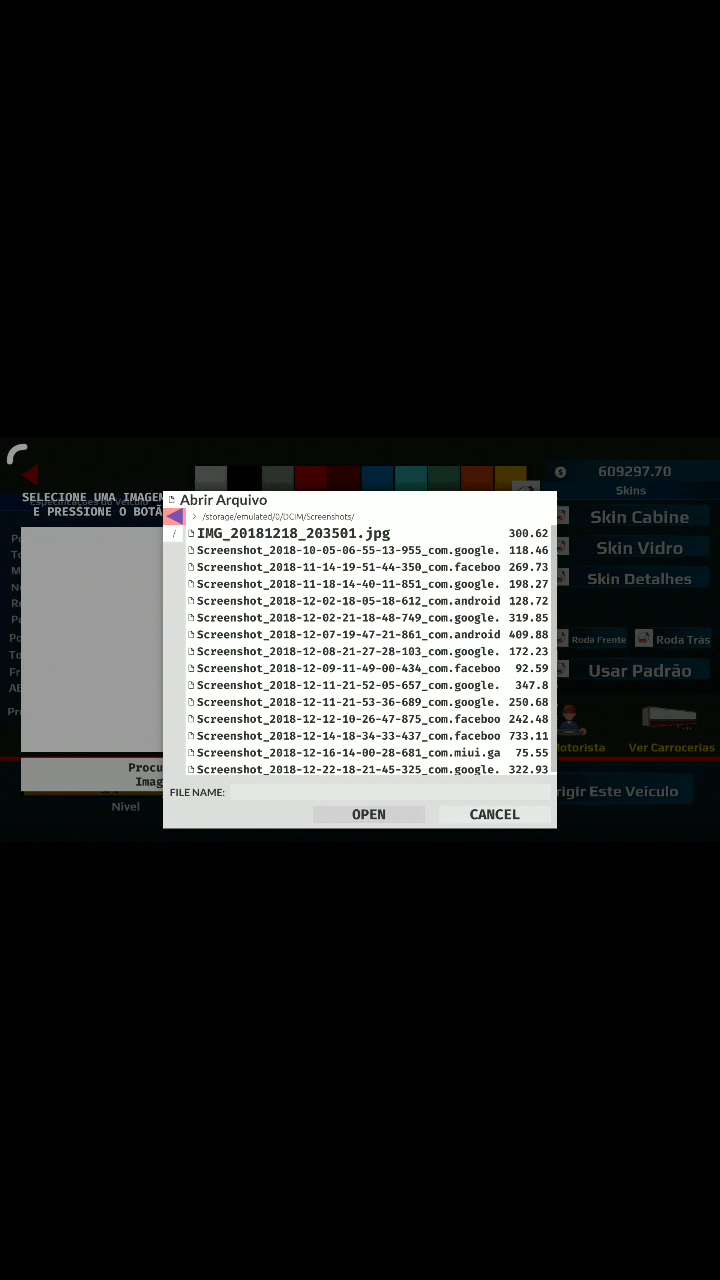 609297.70
Skins
Especificações do Veículo
SELECIONE UMA IMAGEM
E PRESSIONE O BOTÃ
Abrir Arquivo
> /storage/emulated/0/DCIM/Screenshots/
/
IMG_20181218_203501.jpg 300.62
Screenshot_2018-10-05-06-55-13-955_com.google. 118.46
Screenshot_2018-11-14-19-51-44-350_com.faceboo 269.73
Screenshot_2018-11-18-14-40-11-851_com.google. 198.27
Screenshot_2018-12-02-18-05-18-612_com.android 128.72
Screenshot_2018-12-02-21-18-48-749_com.google. 319.85
Screenshot_2018-12-07-19-47-21-861_com.android 409.88
Screenshot_2018-12-08-21-27-28-103_com.google. 172.23
Screenshot_2018-12-09-11-49-00-434_com.faceboo 92.59
Screenshot_2018-12-11-21-52-05-657_com.google. 347.8
Screenshot_2018-12-11-21-53-36-689_com.google. 250.68
Screenshot_2018-12-12-10-26-47-875_com.faceboo 242.48
Screenshot_2018-12-14-18-34-33-437_com.faceboo 733.11
Screenshot_2018-12-16-14-00-28-681_com.miui.ga 75.55
Screenshot_2018-12-22-18-21-45-325_com.google. 322.93
FILE NAME:
OPEN CANCEL
Skin Cabine
Skin Vidro
Skin Detalhes
Roda Frente Roda Trás
Usar Padrão
otorista Ver Carrocerias
rigir Este Veículo
Procu
Imag
Nível